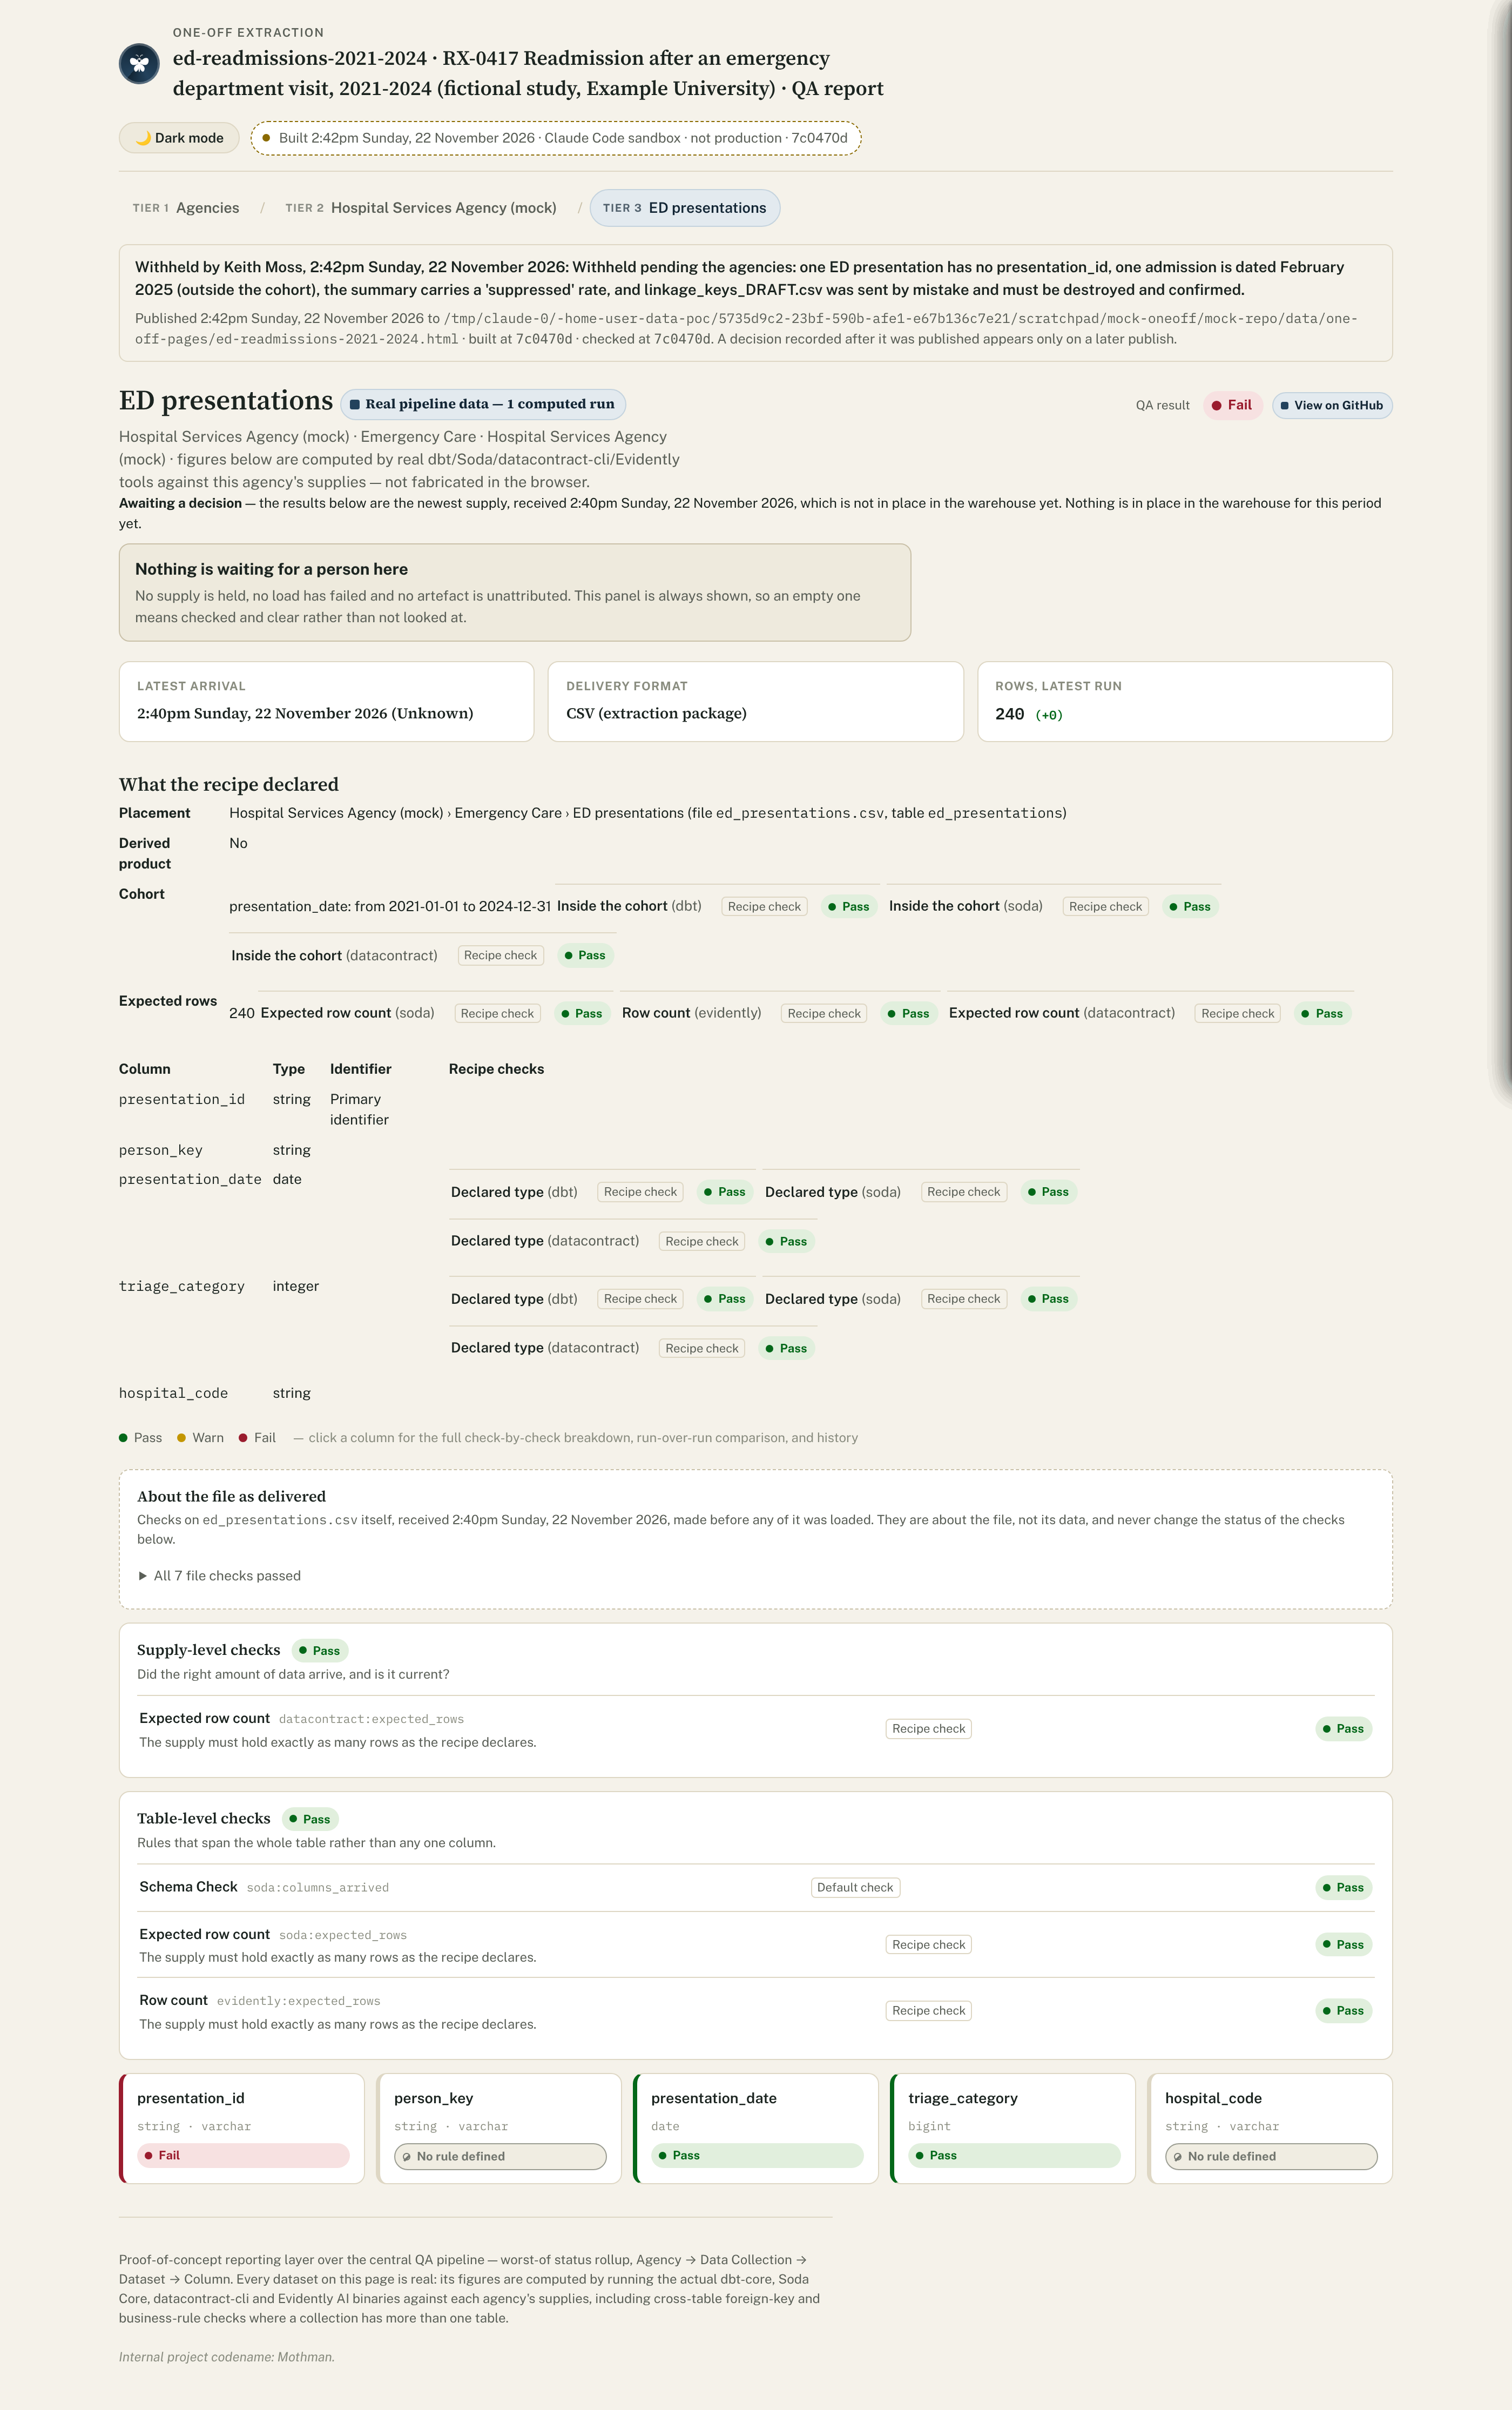 ONE-OFF EXTRACTION
ed-readmissions-2021-2024 · RX-0417 Readmission after an emergency
department visit, 2021-2024 (fictional study, Example University) · QA report
🌙 Dark mode
Built 2:42pm Sunday, 22 November 2026 · Claude Code sandbox · not production · 7c0470d
TIER 1 Agencies / TIER 2 Hospital Services Agency (mock) / TIER 3 ED presentations
Withheld by Keith Moss, 2:42pm Sunday, 22 November 2026: Withheld pending the agencies: one ED presentation has no presentation_id, one admission is dated February
2025 (outside the cohort), the summary carries a 'suppressed' rate, and linkage_keys_DRAFT.csv was sent by mistake and must be destroyed and confirmed.
Published 2:42pm Sunday, 22 November 2026 to /tmp/claude-0/-home-user-data-poc/5735d9c2-23bf-590b-afe1-e67b136c7e21/scratchpad/mock-oneoff/mock-repo/data/one-
off-pages/ed-readmissions-2021-2024.html · built at 7c0470d · checked at 7c0470d. A decision recorded after it was published appears only on a later publish.
ED presentations Real pipeline data — 1 computed run QA result Fail View on GitHub
Hospital Services Agency (mock) · Emergency Care · Hospital Services Agency
(mock) · figures below are computed by real dbt/Soda/datacontract-cli/Evidently
tools against this agency's supplies — not fabricated in the browser.
Awaiting a decision — the results below are the newest supply, received 2:40pm Sunday, 22 November 2026, which is not in place in the warehouse yet. Nothing is in place in the warehouse for this period
yet.
Nothing is waiting for a person here
No supply is held, no load has failed and no artefact is unattributed. This panel is always shown, so an empty one
means checked and clear rather than not looked at.
LATEST ARRIVAL
2:40pm Sunday, 22 November 2026 (Unknown)
DELIVERY FORMAT
CSV (extraction package)
ROWS, LATEST RUN
240 (+0)
What the recipe declared
Placement Hospital Services Agency (mock) › Emergency Care › ED presentations (file ed_presentations.csv, table ed_presentations)
Derived
product
No
Cohort
presentation_date: from 2021-01-01 to 2024-12-31 Inside the cohort (dbt) Recipe check Pass Inside the cohort (soda) Recipe check Pass
Inside the cohort (datacontract) Recipe check Pass
Expected rows
240 Expected row count (soda) Recipe check Pass Row count (evidently) Recipe check Pass Expected row count (datacontract) Recipe check Pass
Column Type Identifier Recipe checks
presentation_id string Primary
identifier
person_key string
presentation_date date
Declared type (dbt) Recipe check Pass Declared type (soda) Recipe check Pass
Declared type (datacontract) Recipe check Pass
triage_category integer
Declared type (dbt) Recipe check Pass Declared type (soda) Recipe check Pass
Declared type (datacontract) Recipe check Pass
hospital_code string
Pass Warn Fail — click a column for the full check-by-check breakdown, run-over-run comparison, and history
About the file as delivered
Checks on ed_presentations.csv itself, received 2:40pm Sunday, 22 November 2026, made before any of it was loaded. They are about the file, not its data, and never change the status of the checks
below.
▶ All 7 file checks passed
Supply-level checks Pass
Did the right amount of data arrive, and is it current?
Expected row count datacontract:expected_rows Recipe check Pass
The supply must hold exactly as many rows as the recipe declares.
Table-level checks Pass
Rules that span the whole table rather than any one column.
Schema Check soda:columns_arrived Default check Pass
Expected row count soda:expected_rows Recipe check Pass
The supply must hold exactly as many rows as the recipe declares.
Row count evidently:expected_rows Recipe check Pass
The supply must hold exactly as many rows as the recipe declares.
presentation_id
string · varchar
Fail
person_key
string · varchar
No rule defined
presentation_date
date
Pass
triage_category
bigint
Pass
hospital_code
string · varchar
No rule defined
Proof-of-concept reporting layer over the central QA pipeline — worst-of status rollup, Agency → Data Collection →
Dataset → Column. Every dataset on this page is real: its figures are computed by running the actual dbt-core, Soda
Core, datacontract-cli and Evidently AI binaries against each agency's supplies, including cross-table foreign-key and
business-rule checks where a collection has more than one table.
Internal project codename: Mothman.